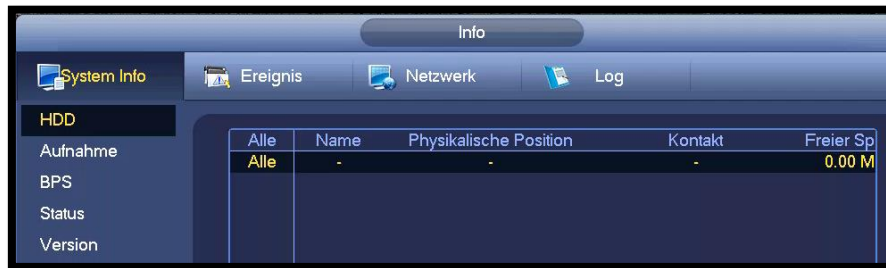 Info
System Info Ereignis Netzwerk Log
HDD
Aufnahme
BPS
Status
Version
Alle Name Physikalische Position Kontakt Freier Sp
Alle - - - 0.00 M